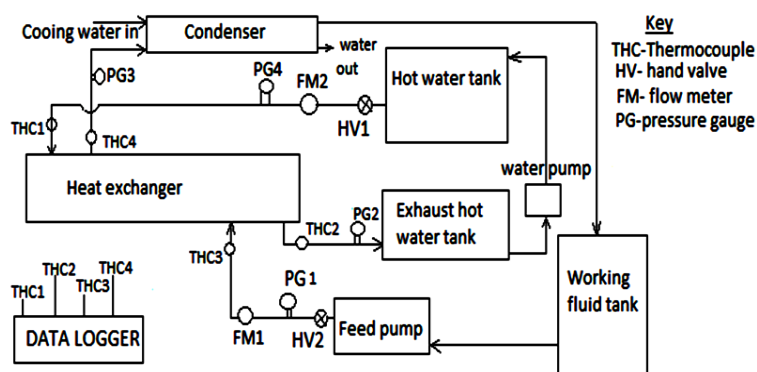 Cooing water in
Condenser
water
out
Key
THC-Thermocouple
HV- hand valve
FM- flow meter
PG-pressure gauge
PG3
PG4
FM2
HV1
Hot water tank
THC1
THC4
water pump
Heat exchanger
THC2
PG2
Exhaust hot
water tank
THC3
PG 1
FM1
HV2
Feed pump
Working
fluid tank
THC1
THC2
THC3
THC4
DATA LOGGER